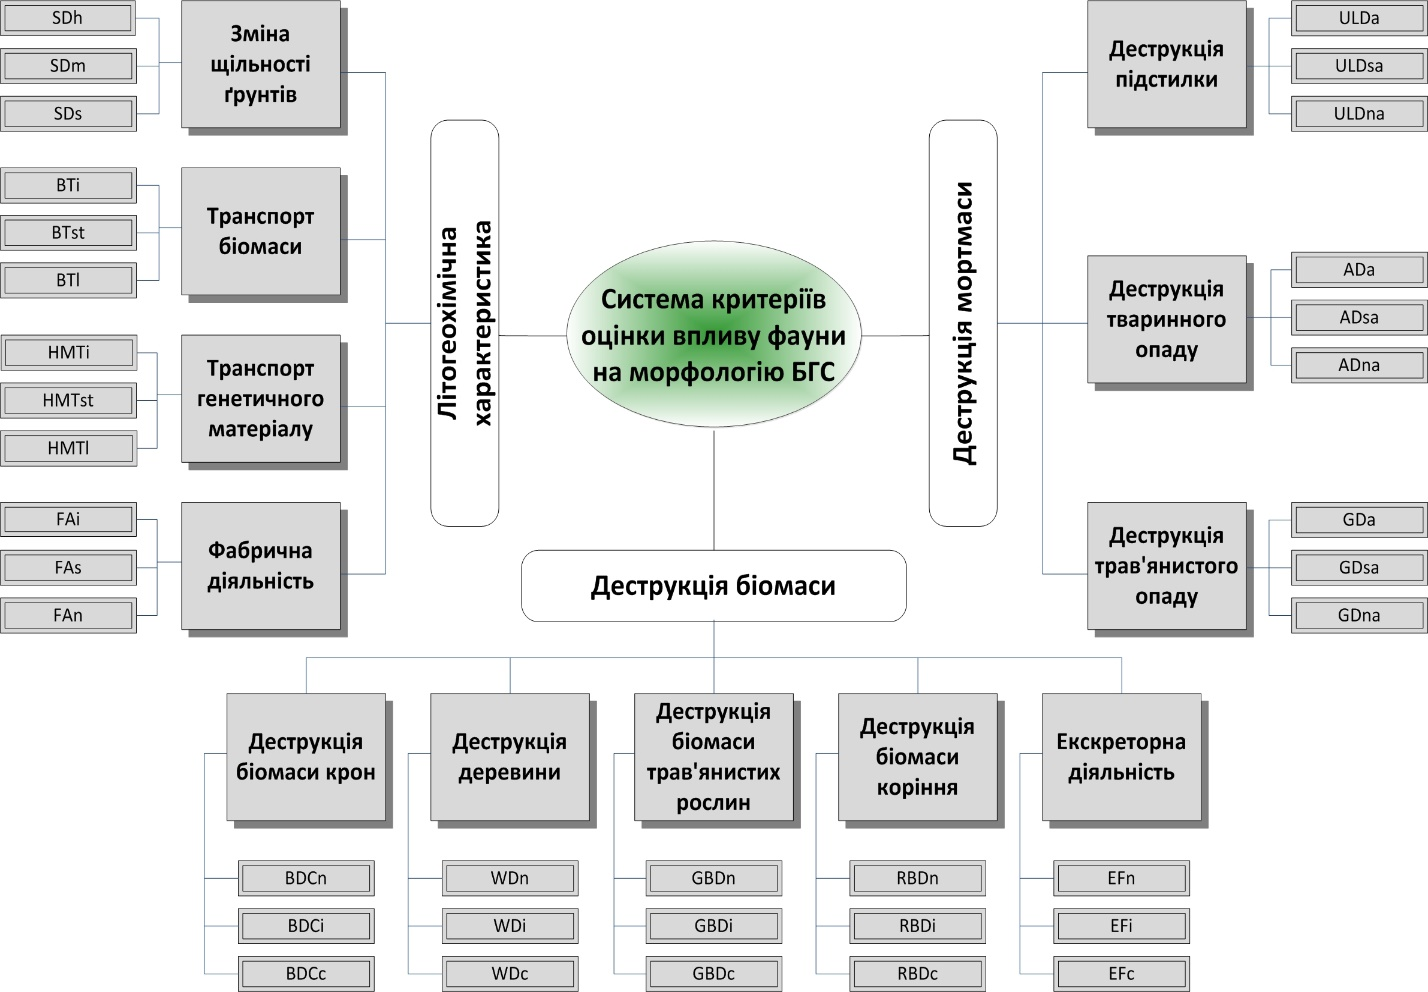 SDh
SDm
SDs
Зміна
щільності
ґрунтів
BTi
BTst
BTl
Транспорт
біомаси
HMTi
HMTst
HMTl
Транспорт
генетичного
матеріалу
FAi
FAs
FAn
Фабрична
діяльність
Літогеохімічна
характеристика
Система критеріїв
оцінки впливу фауни
на морфологію БГС
Деструкція мортмаси
Деструкція
підстилки
ULDa
ULDsa
ULDna
Деструкція
тваринного
опаду
ADa
ADsa
ADna
Деструкція
трав'янистого
опаду
GDa
GDsa
GDna
Деструкція біомаси
Деструкція
біомаси крон
BDCn
BDCi
BDCc
Деструкція
деревини
WDn
WDi
WDc
Деструкція
біомаси
трав'янистих
рослин
GBDn
GBDi
GBDc
Деструкція
біомаси
коріння
RBDn
RBDi
RBDc
Екскреторна
діяльність
EFn
EFi
EFc